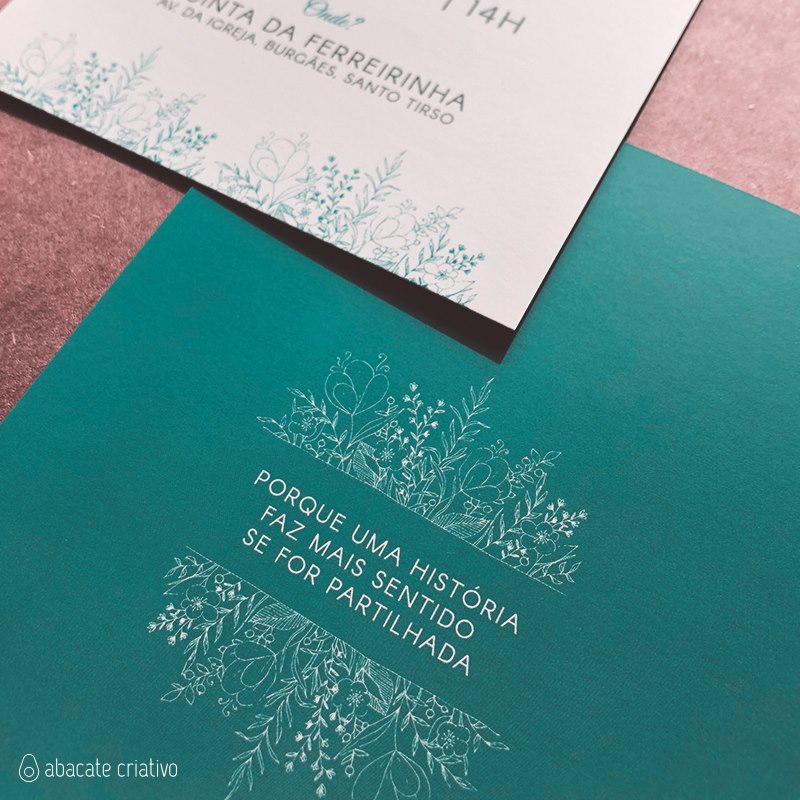 | 14H
Onde?
QUINTA DA FERREIRINHA
AV. DA IGREJA, BURGÃES, SANTO TIRSO
PORQUE UMA HISTÓRIA
FAZ MAIS SENTIDO
SE FOR PARTILHADA
abacate criativo